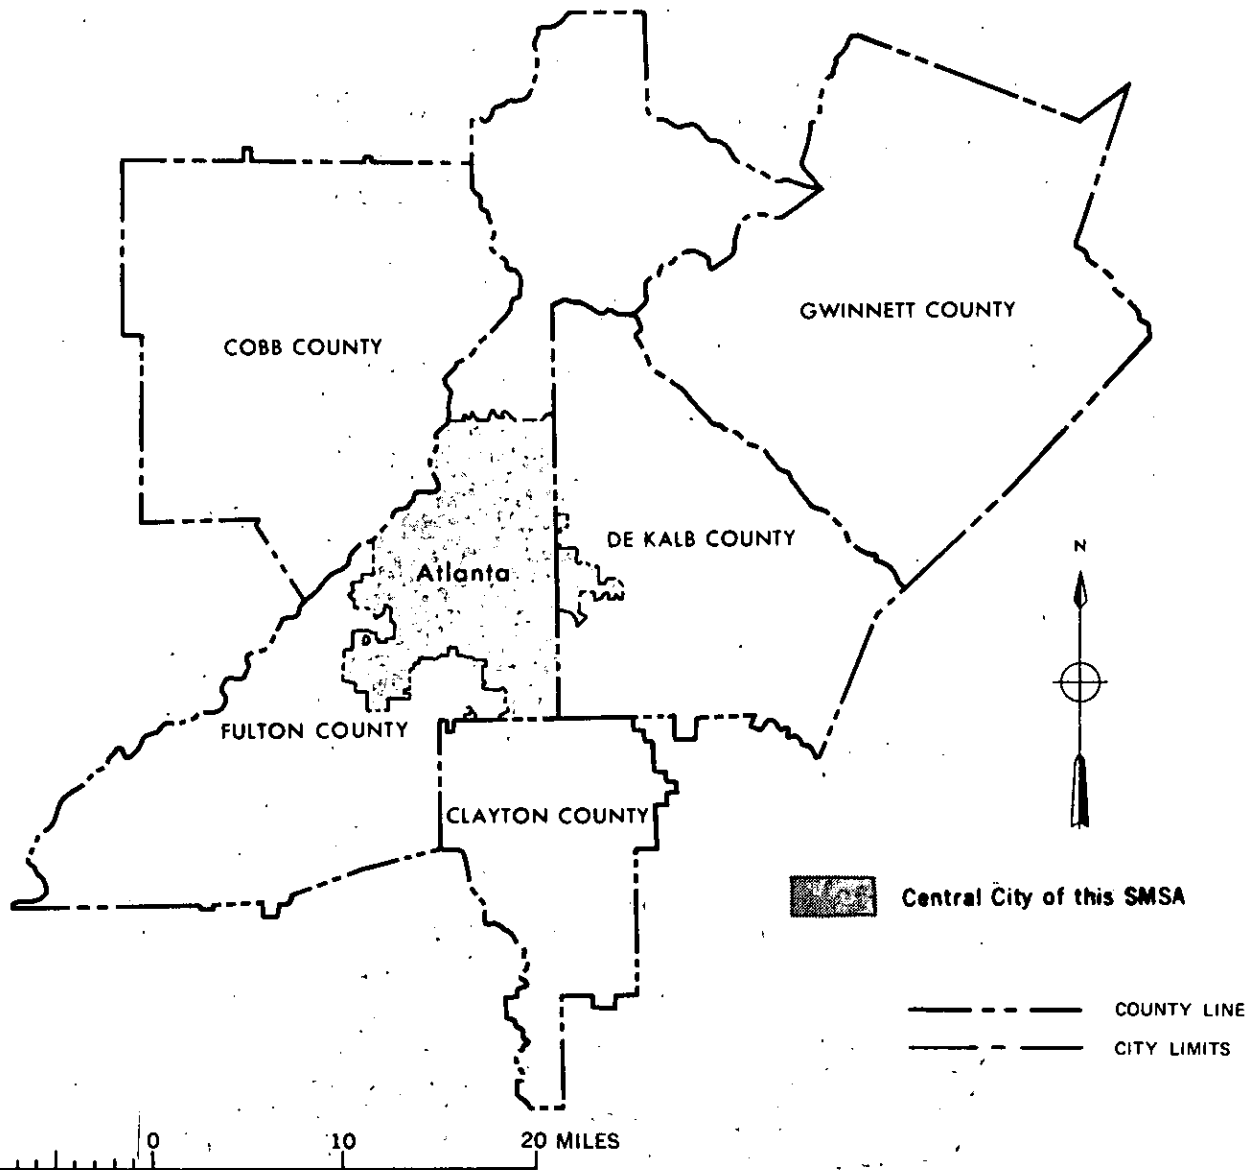 GWINNETT COUNTY
COBB COUNTY
DE KALB COUNTY
N
Atlanta
FULTON COUNTY
CLAYTON COUNTY
Central City of this SMSA
COUNTY LINE
CITY LIMITS
0 10 20 MILES